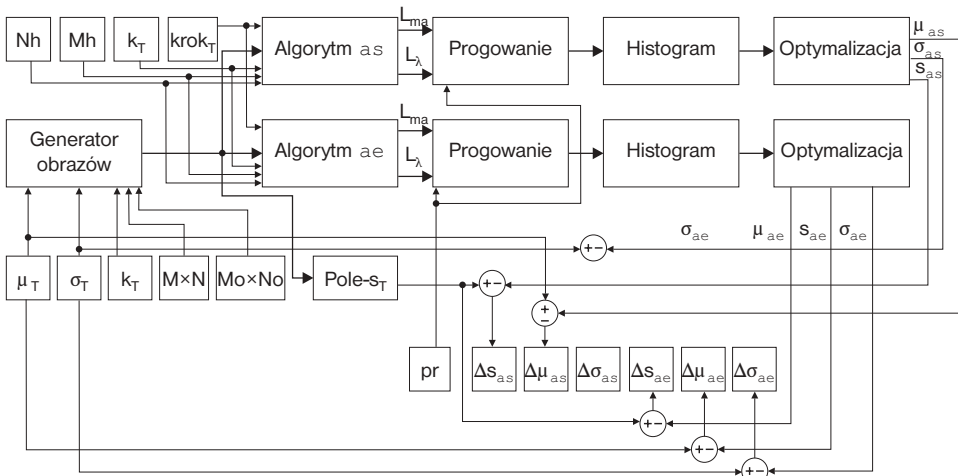 Nh
Mh
k_T
krok_T
Algorytm as
L_ma
L_λ
Progowanie
Histogram
Optymalizacja
μ_as
σ_as
s_as
Generator
obrazów
Algorytm ae
L_ma
L_λ
Progowanie
Histogram
Optymalizacja
σ_ae
μ_ae
s_ae
σ_ae
+-
μ_T
σ_T
k_T
M×N
Mo×No
Pole-s_T
+-
+
-
pr
Δs_as
Δμ_as
Δσ_as
Δs_ae
Δμ_ae
Δσ_ae
+-
+-
+-